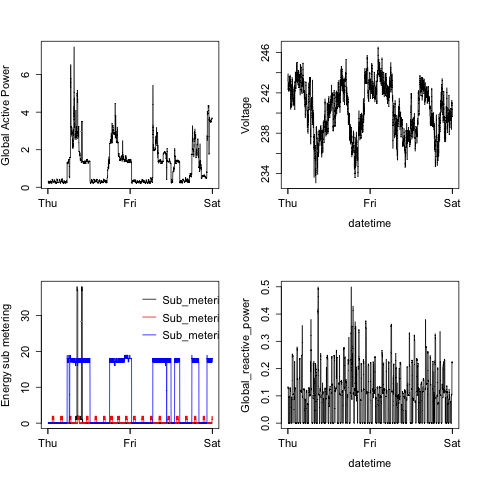 Global Active Power
0 2 4 6
Thu Fri Sat
Voltage
234 238 242 246
Thu Fri Sat
datetime
Energy sub metering
0 10 20 30
Sub_meteri
Sub_meteri
Sub_meteri
Thu Fri Sat
Global_reactive_power
0.0 0.1 0.2 0.3 0.4 0.5
Thu Fri Sat
datetime